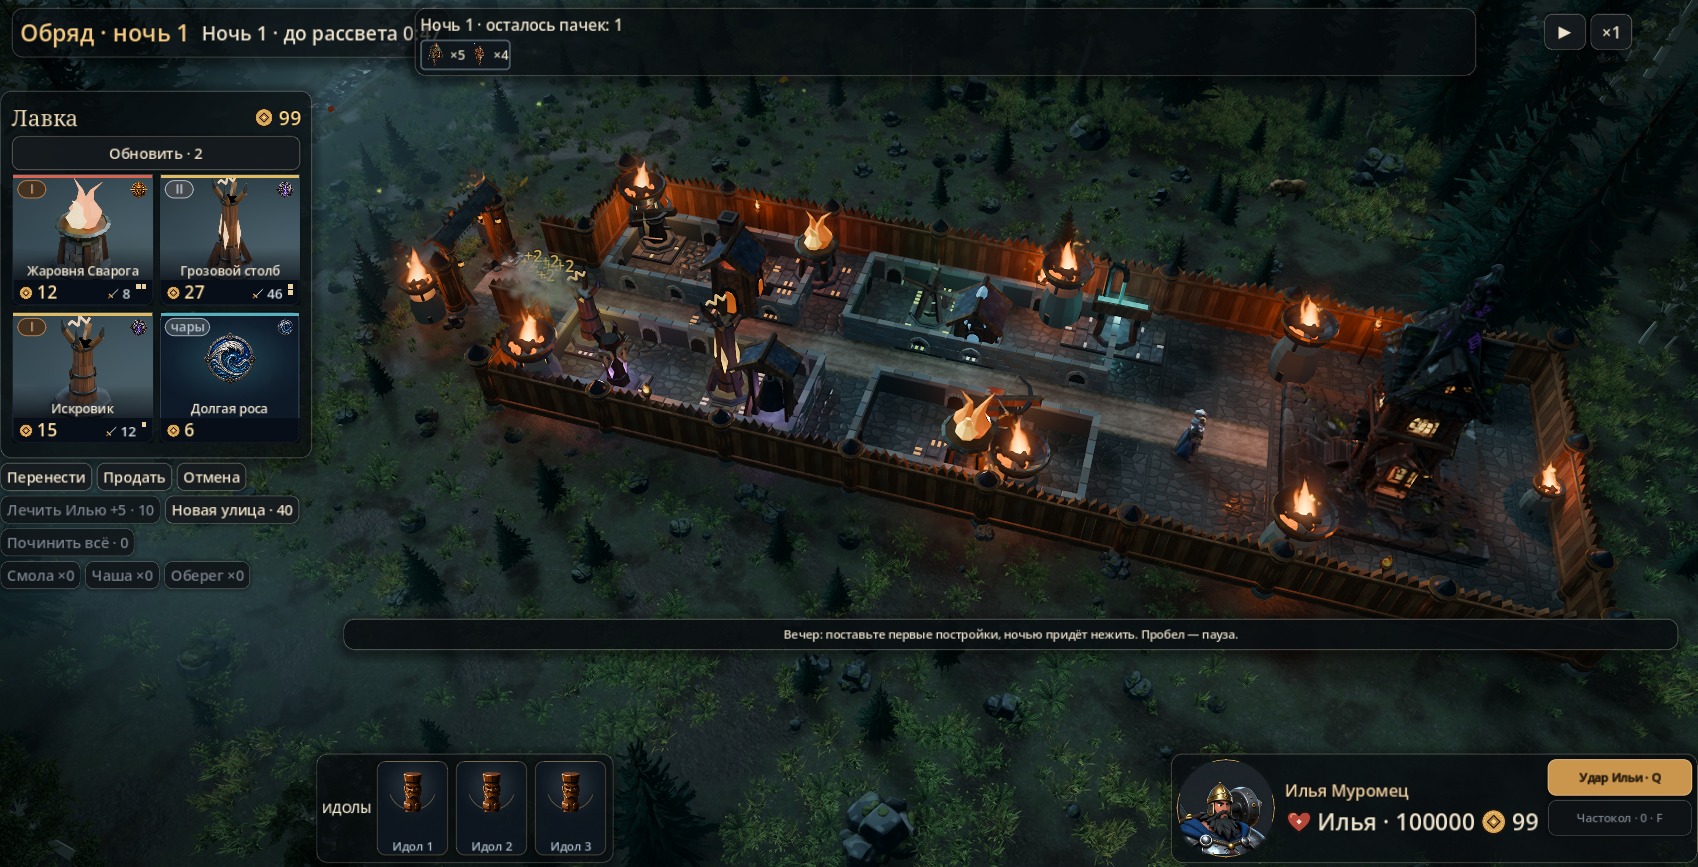 Обряд · ночь 1 Ночь 1 · до рассвета 0:
Ночь 1 · осталось пачек: 1
×5 ×4
▶ ×1
Лавка 99
Обновить · 2
I
Жаровня Сварога
12 8
II
Грозовой столб
27 46
I
Искровик
15 12
чары
Долгая роса
6
Перенести Продать Отмена
Лечить Илью +5 · 10 Новая улица · 40
Починить всё · 0
Смола ×0 Чаша ×0 Оберег ×0
+2 +2 +2
+2
Вечер: поставьте первые постройки, ночью придёт нежить. Пробел — пауза.
ИДОЛЫ
Идол 1 Идол 2 Идол 3
Илья Муромец
Илья · 100000 99
Удар Ильи · Q
Частокол · 0 · F